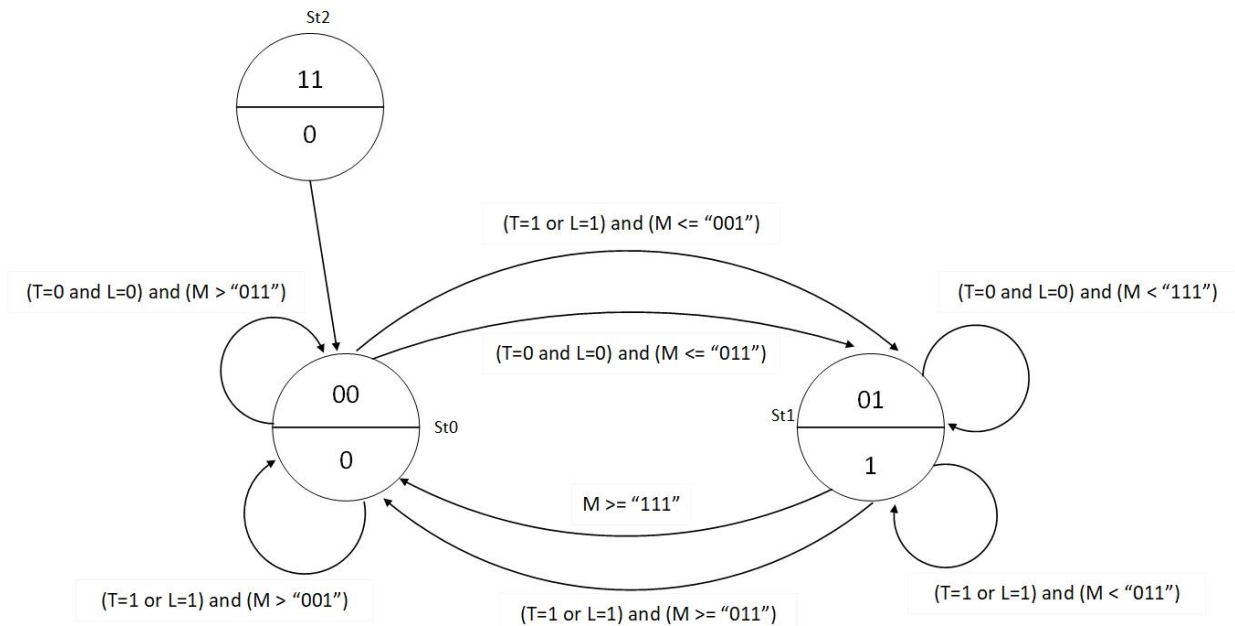 St2
11
0
(T=1 or L=1) and (M <= “001”)
(T=0 and L=0) and (M > “011”)
(T=0 and L=0) and (M < “111”)
(T=0 and L=0) and (M <= “011”)
00
St0
0
01
St1
1
M >= “111”
(T=1 or L=1) and (M > “001”)
(T=1 or L=1) and (M >= “011”)
(T=1 or L=1) and (M < “011”)